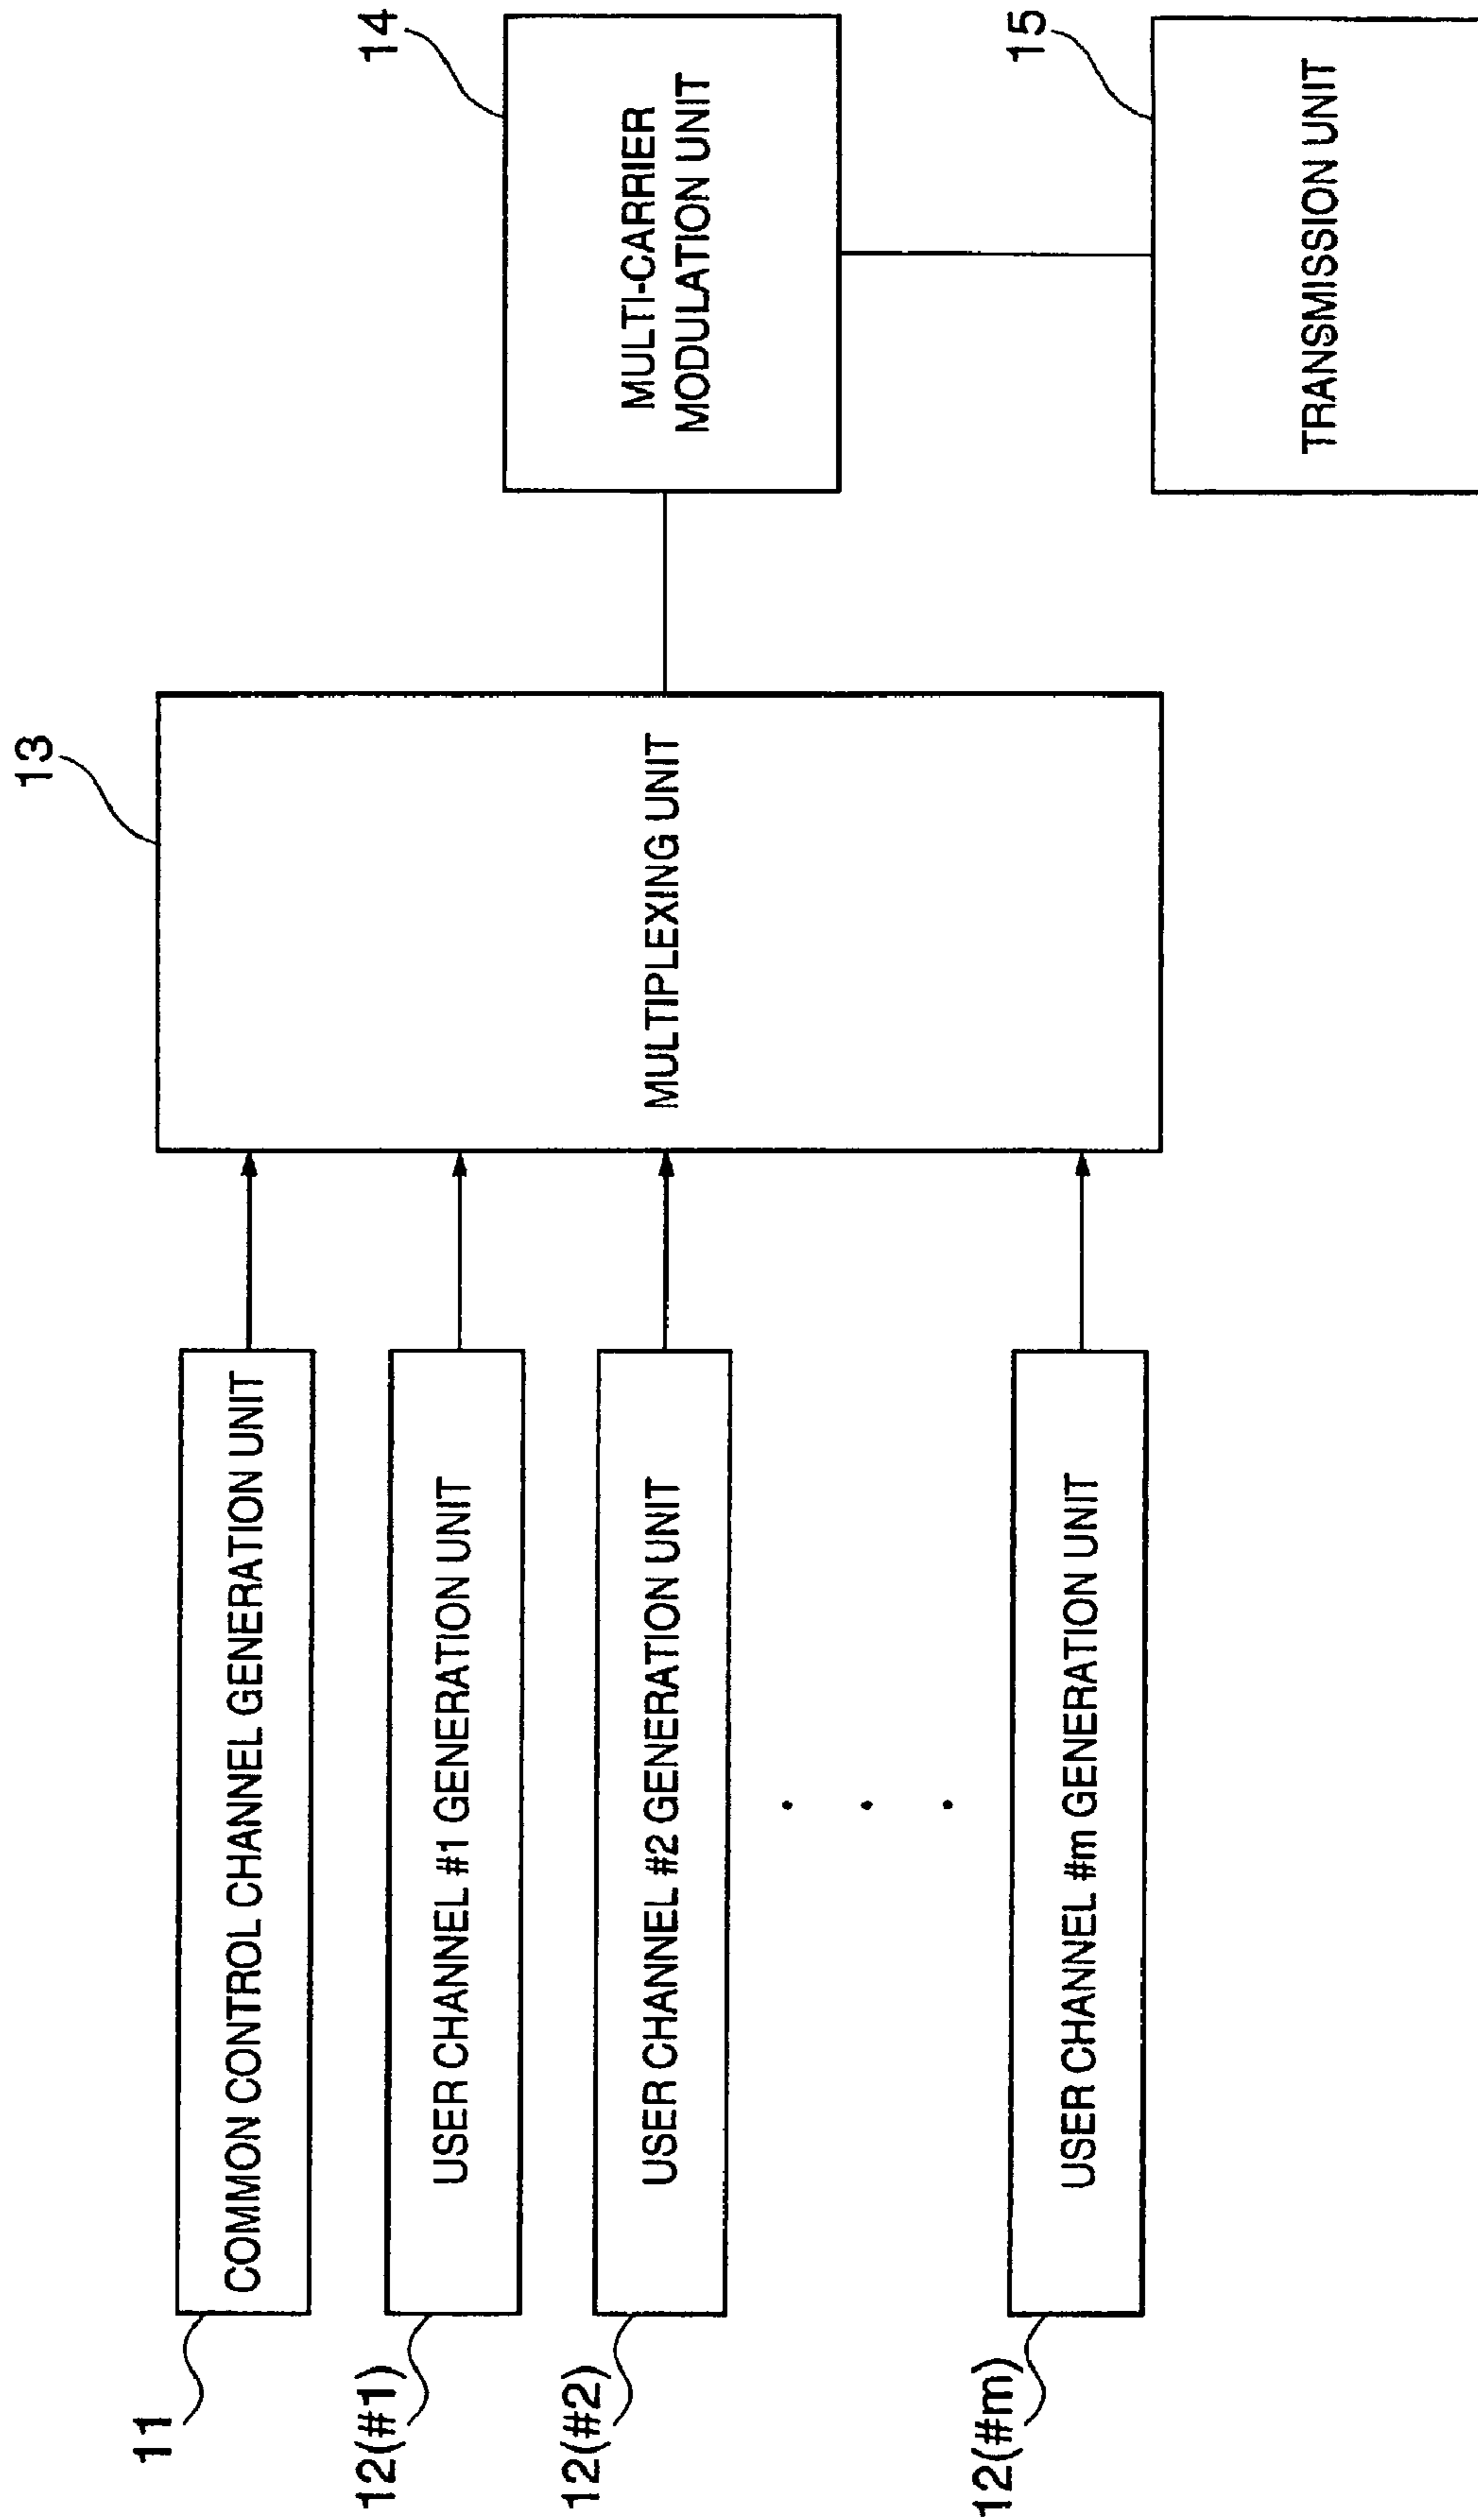 11
COMMON CONTROL CHANNEL GENERATION UNIT
12(#1)
USER CHANNEL #1 GENERATION UNIT
12(#2)
USER CHANNEL #2 GENERATION UNIT
. . .
12(#m)
USER CHANNEL #m GENERATION UNIT
13
MULTIPLEXING UNIT
14
MULTI-CARRIER
MODULATION UNIT
15
TRANSMISSION UNIT